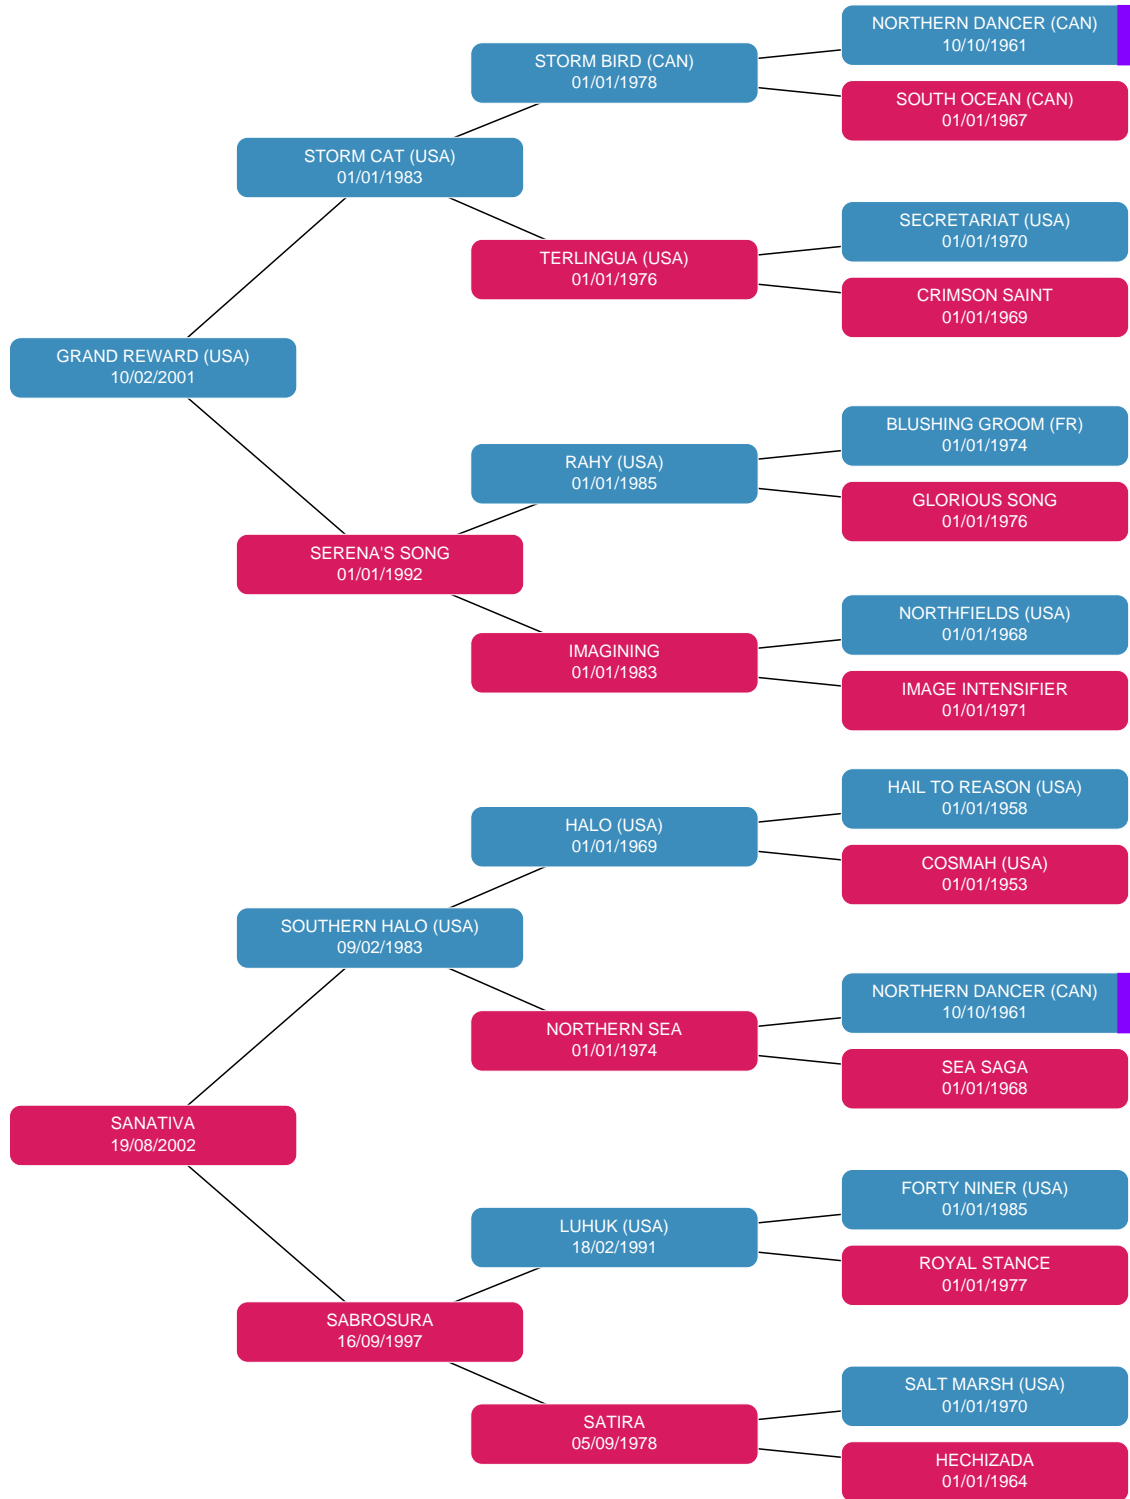 NORTHERN DANCER (CAN)
10/10/1961
STORM BIRD (CAN)
01/01/1978
SOUTH OCEAN (CAN)
01/01/1967
STORM CAT (USA)
01/01/1983
SECRETARIAT (USA)
01/01/1970
TERLINGUA (USA)
01/01/1976
CRIMSON SAINT
01/01/1969
GRAND REWARD (USA)
10/02/2001
BLUSHING GROOM (FR)
01/01/1974
RAHY (USA)
01/01/1985
GLORIOUS SONG
01/01/1976
SERENA'S SONG
01/01/1992
NORTHFIELDS (USA)
01/01/1968
IMAGINING
01/01/1983
IMAGE INTENSIFIER
01/01/1971
HAIL TO REASON (USA)
01/01/1958
HALO (USA)
01/01/1969
COSMAH (USA)
01/01/1953
SOUTHERN HALO (USA)
09/02/1983
NORTHERN DANCER (CAN)
10/10/1961
NORTHERN SEA
01/01/1974
SEA SAGA
01/01/1968
SANATIVA
19/08/2002
FORTY NINER (USA)
01/01/1985
LUHUK (USA)
18/02/1991
ROYAL STANCE
01/01/1977
SABROSURA
16/09/1997
SALT MARSH (USA)
01/01/1970
SATIRA
05/09/1978
HECHIZADA
01/01/1964